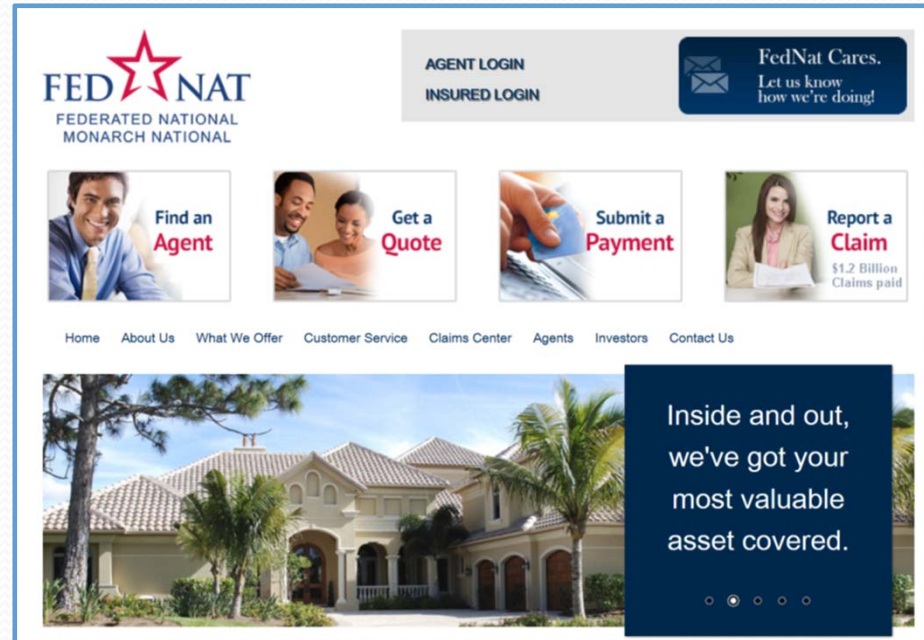 FED NAT
FEDERATED NATIONAL
MONARCH NATIONAL
AGENT LOGIN
INSURED LOGIN
FedNat Cares.
Let us know
how we're doing!
Find an
Agent
Get a
Quote
Submit a
Payment
Report a
Claim
$1.2 Billion
Claims paid
Home About Us What We Offer Customer Service Claims Center Agents Investors Contact Us
Inside and out,
we've got your
most valuable
asset covered.